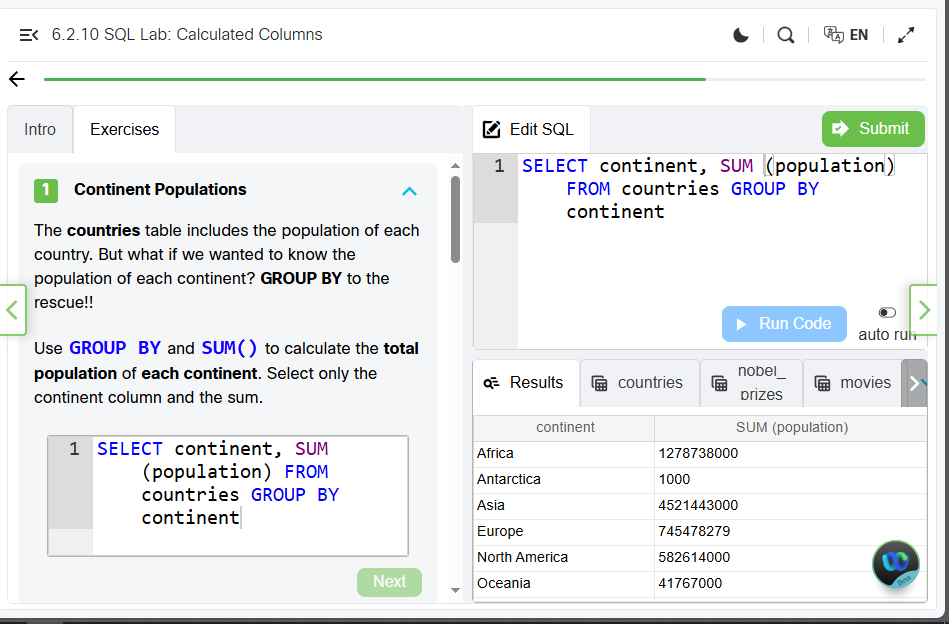 6.2.10 SQL Lab: Calculated Columns
EN
Intro
Exercises
1 Continent Populations
The countries table includes the population of each
country. But what if we wanted to know the
population of each continent? GROUP BY to the
rescue!!
Use GROUP BY and SUM() to calculate the total
population of each continent. Select only the
continent column and the sum.
1 SELECT continent, SUM
(population) FROM
countries GROUP BY
continent
Next
Edit SQL
Submit
1 SELECT continent, SUM (population)
FROM countries GROUP BY
continent
Run Code
auto run
Results
countries
nobel_
prizes
movies
continent SUM (population)
Africa 1278738000
Antarctica 1000
Asia 4521443000
Europe 745478279
North America 582614000
Oceania 41767000
Beta